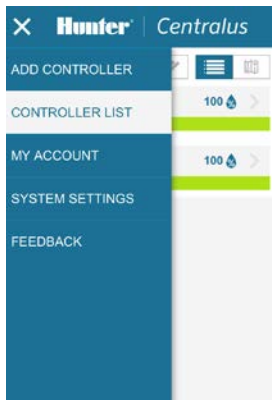 Hunter | Centralus
ADD CONTROLLER
CONTROLLER LIST
100
MY ACCOUNT
100
SYSTEM SETTINGS
FEEDBACK